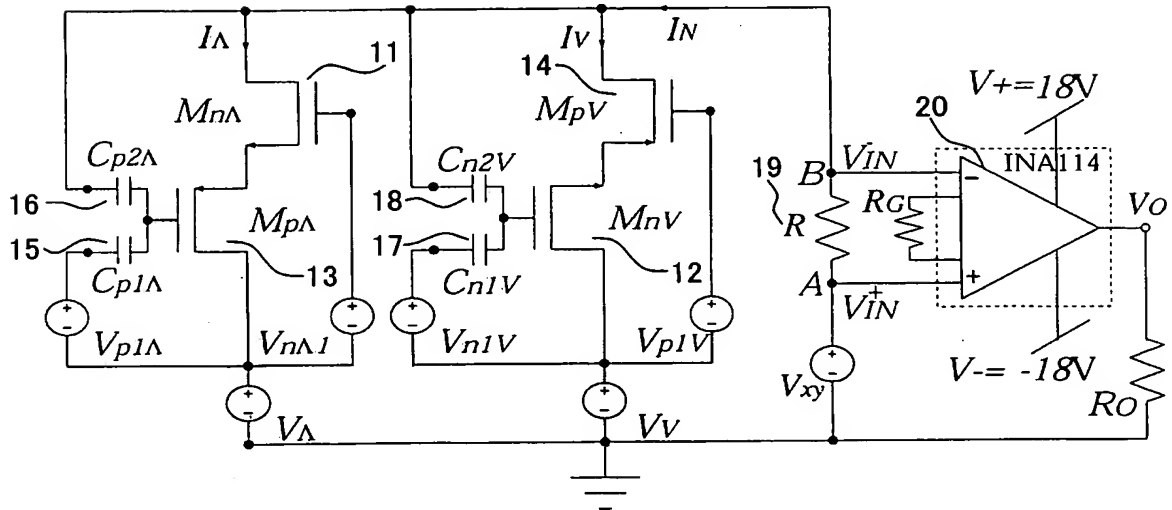 IΛ
11
14
IV
IN
V+=18V
MnΛ
MpV
20
Cp2Λ
Cn2V
INA114
16
18
19
B
VIN
−
RG
VO
15
MpΛ
17
MnV
R
Cp1Λ
13
Cn1V
12
A
VIN+
+
Vp1Λ
VnΛ1
Vn1V
Vp1V
Vxy
V-= -18V
RO
VΛ
VV